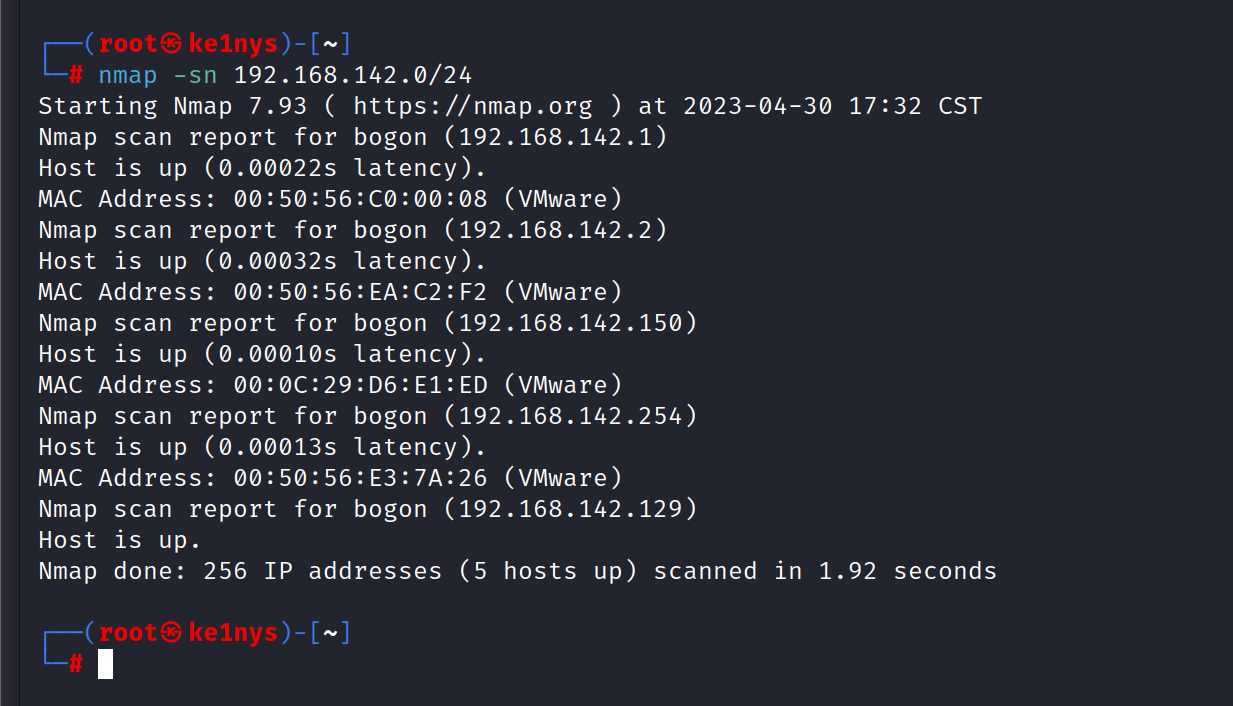 ┌──(root㉿ke1nys)-[~]
└─# nmap -sn 192.168.142.0/24
Starting Nmap 7.93 ( https://nmap.org ) at 2023-04-30 17:32 CST
Nmap scan report for bogon (192.168.142.1)
Host is up (0.00022s latency).
MAC Address: 00:50:56:C0:00:08 (VMware)
Nmap scan report for bogon (192.168.142.2)
Host is up (0.00032s latency).
MAC Address: 00:50:56:EA:C2:F2 (VMware)
Nmap scan report for bogon (192.168.142.150)
Host is up (0.00010s latency).
MAC Address: 00:0C:29:D6:E1:ED (VMware)
Nmap scan report for bogon (192.168.142.254)
Host is up (0.00013s latency).
MAC Address: 00:50:56:E3:7A:26 (VMware)
Nmap scan report for bogon (192.168.142.129)
Host is up.
Nmap done: 256 IP addresses (5 hosts up) scanned in 1.92 seconds
┌──(root㉿ke1nys)-[~]
└─#